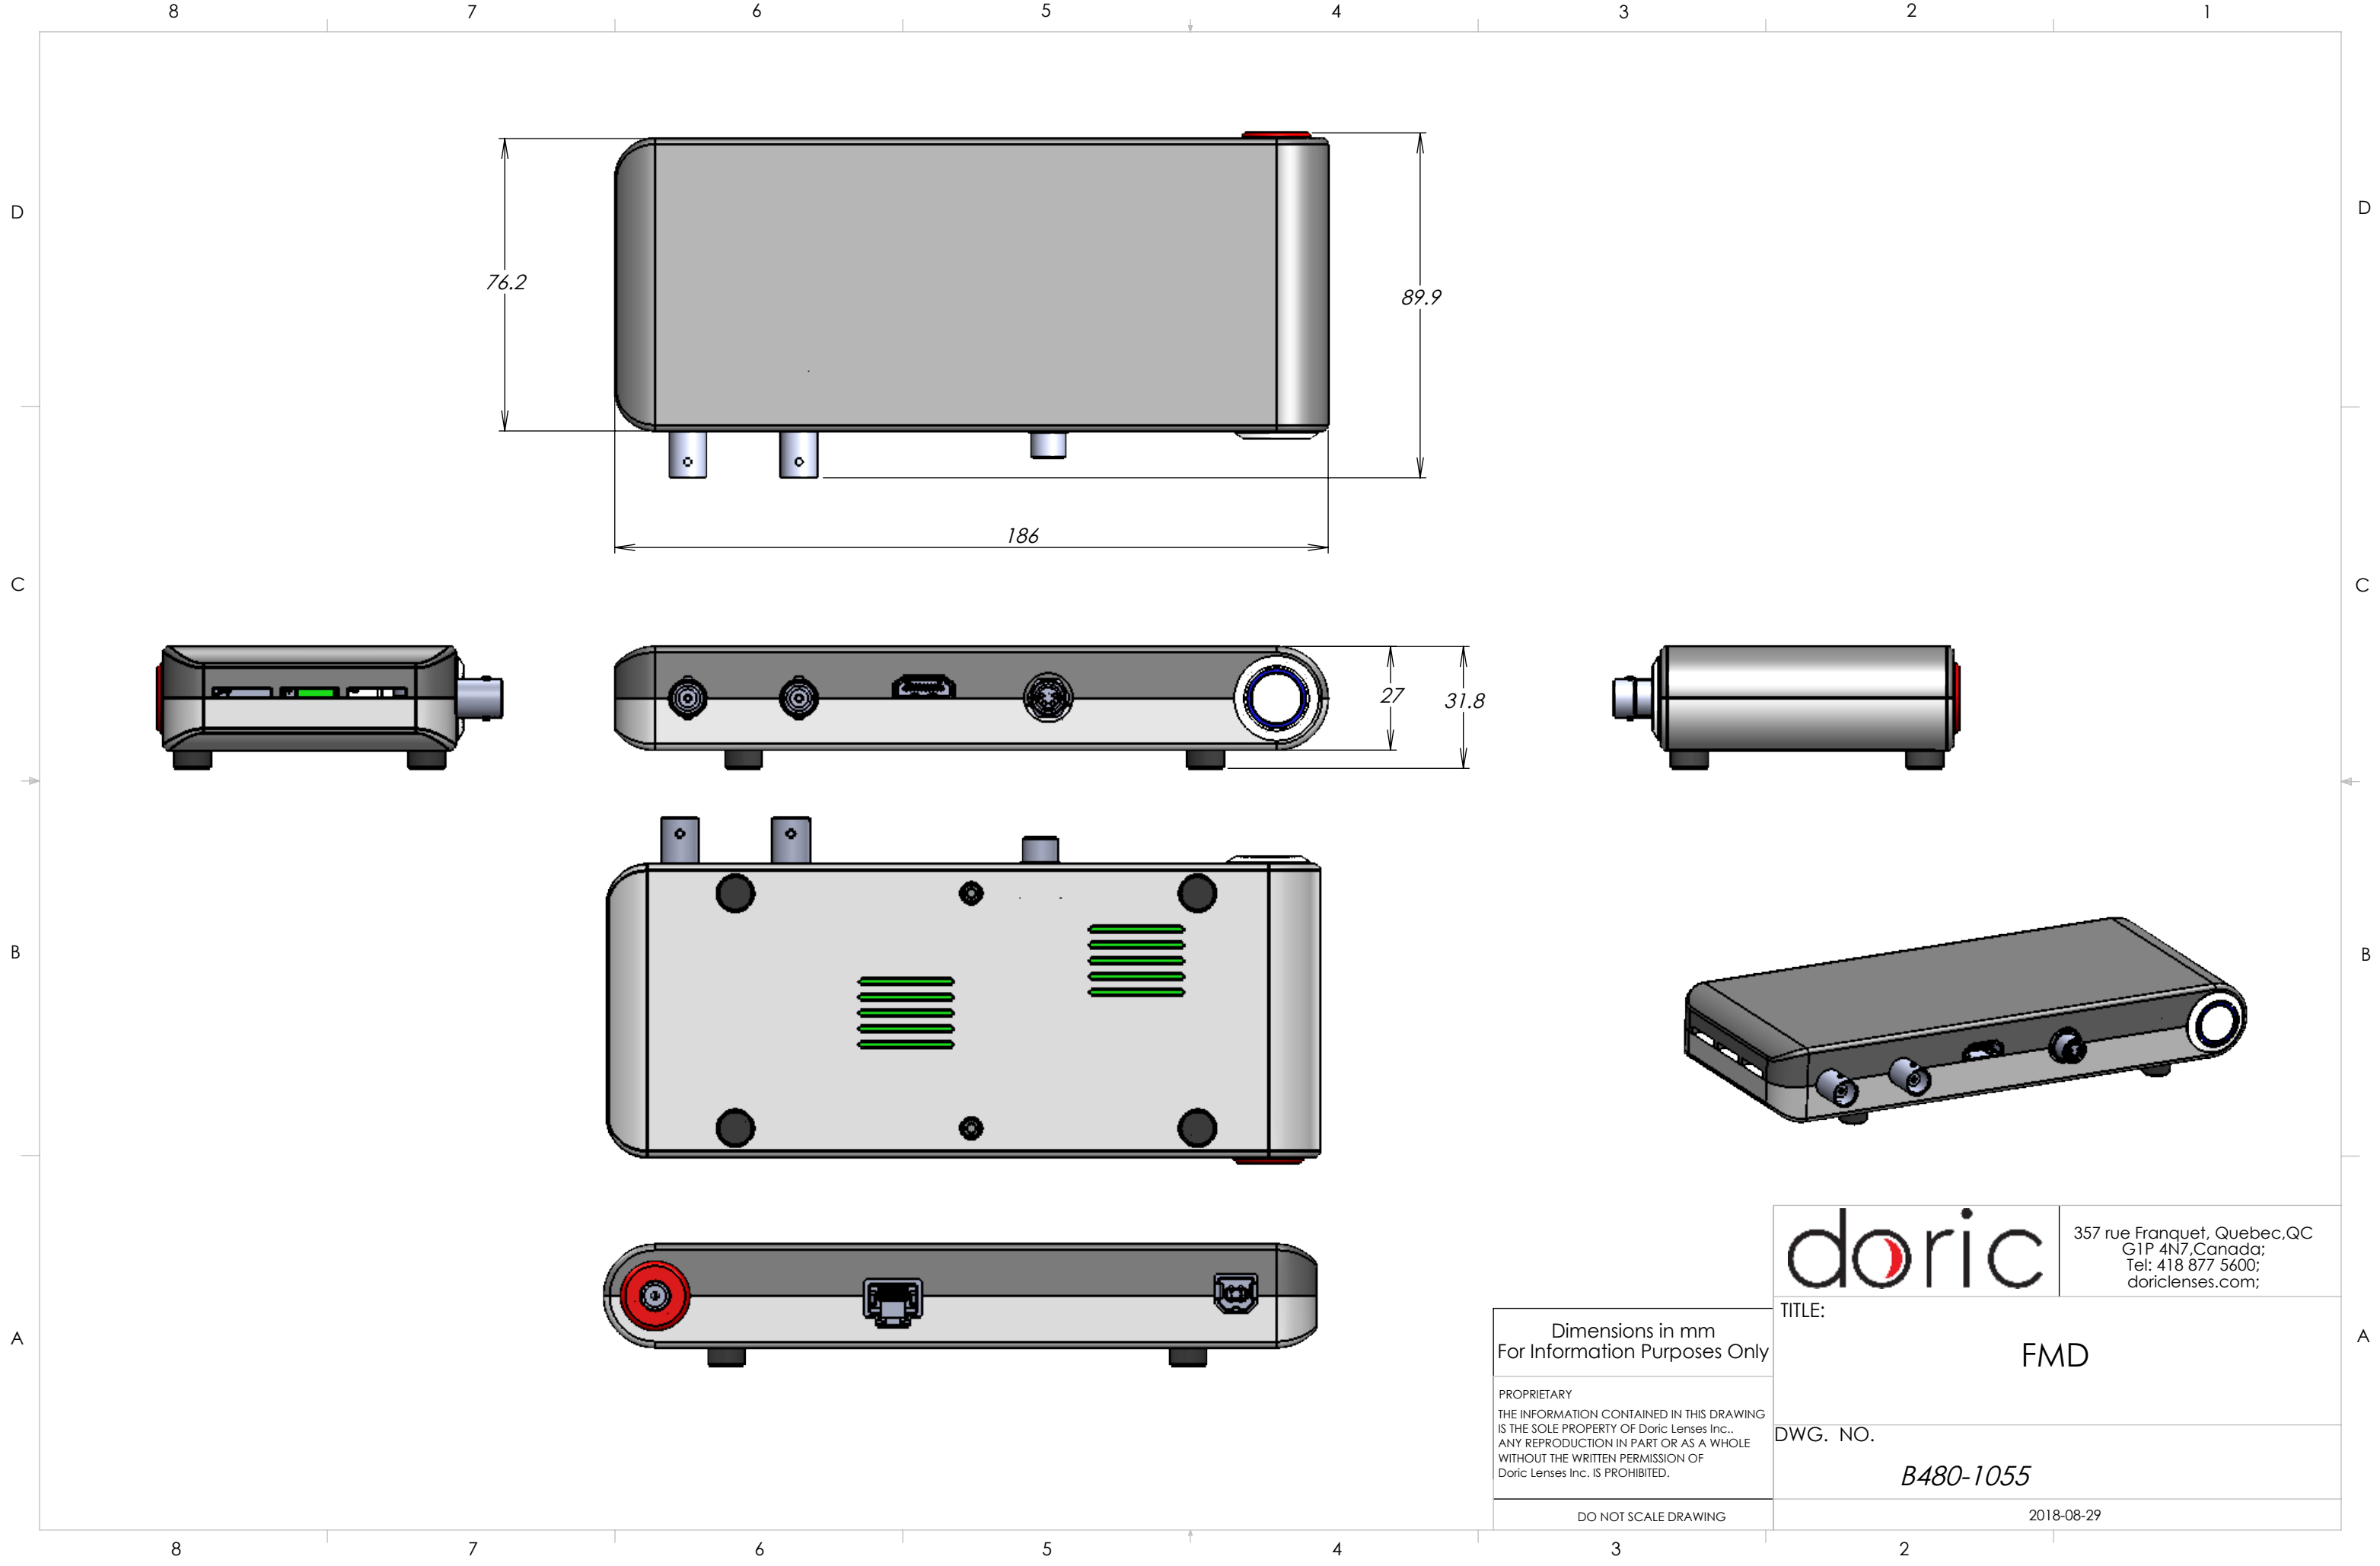 8 7 6 5 4 3 2 1
D D
76.2
89.9
186
C C
27
31.8
B B
doric
357 rue Franquet, Quebec,QC
G1P 4N7,Canada;
Tel: 418 877 5600;
doriclenses.com;
TITLE:
FMD
Dimensions in mm
For Information Purposes Only
A A
PROPRIETARY
THE INFORMATION CONTAINED IN THIS DRAWING
IS THE SOLE PROPERTY OF Doric Lenses Inc..
ANY REPRODUCTION IN PART OR AS A WHOLE
WITHOUT THE WRITTEN PERMISSION OF
Doric Lenses Inc. IS PROHIBITED.
DWG. NO.
B480-1055
DO NOT SCALE DRAWING
2018-08-29
8 7 6 5 4 3 2